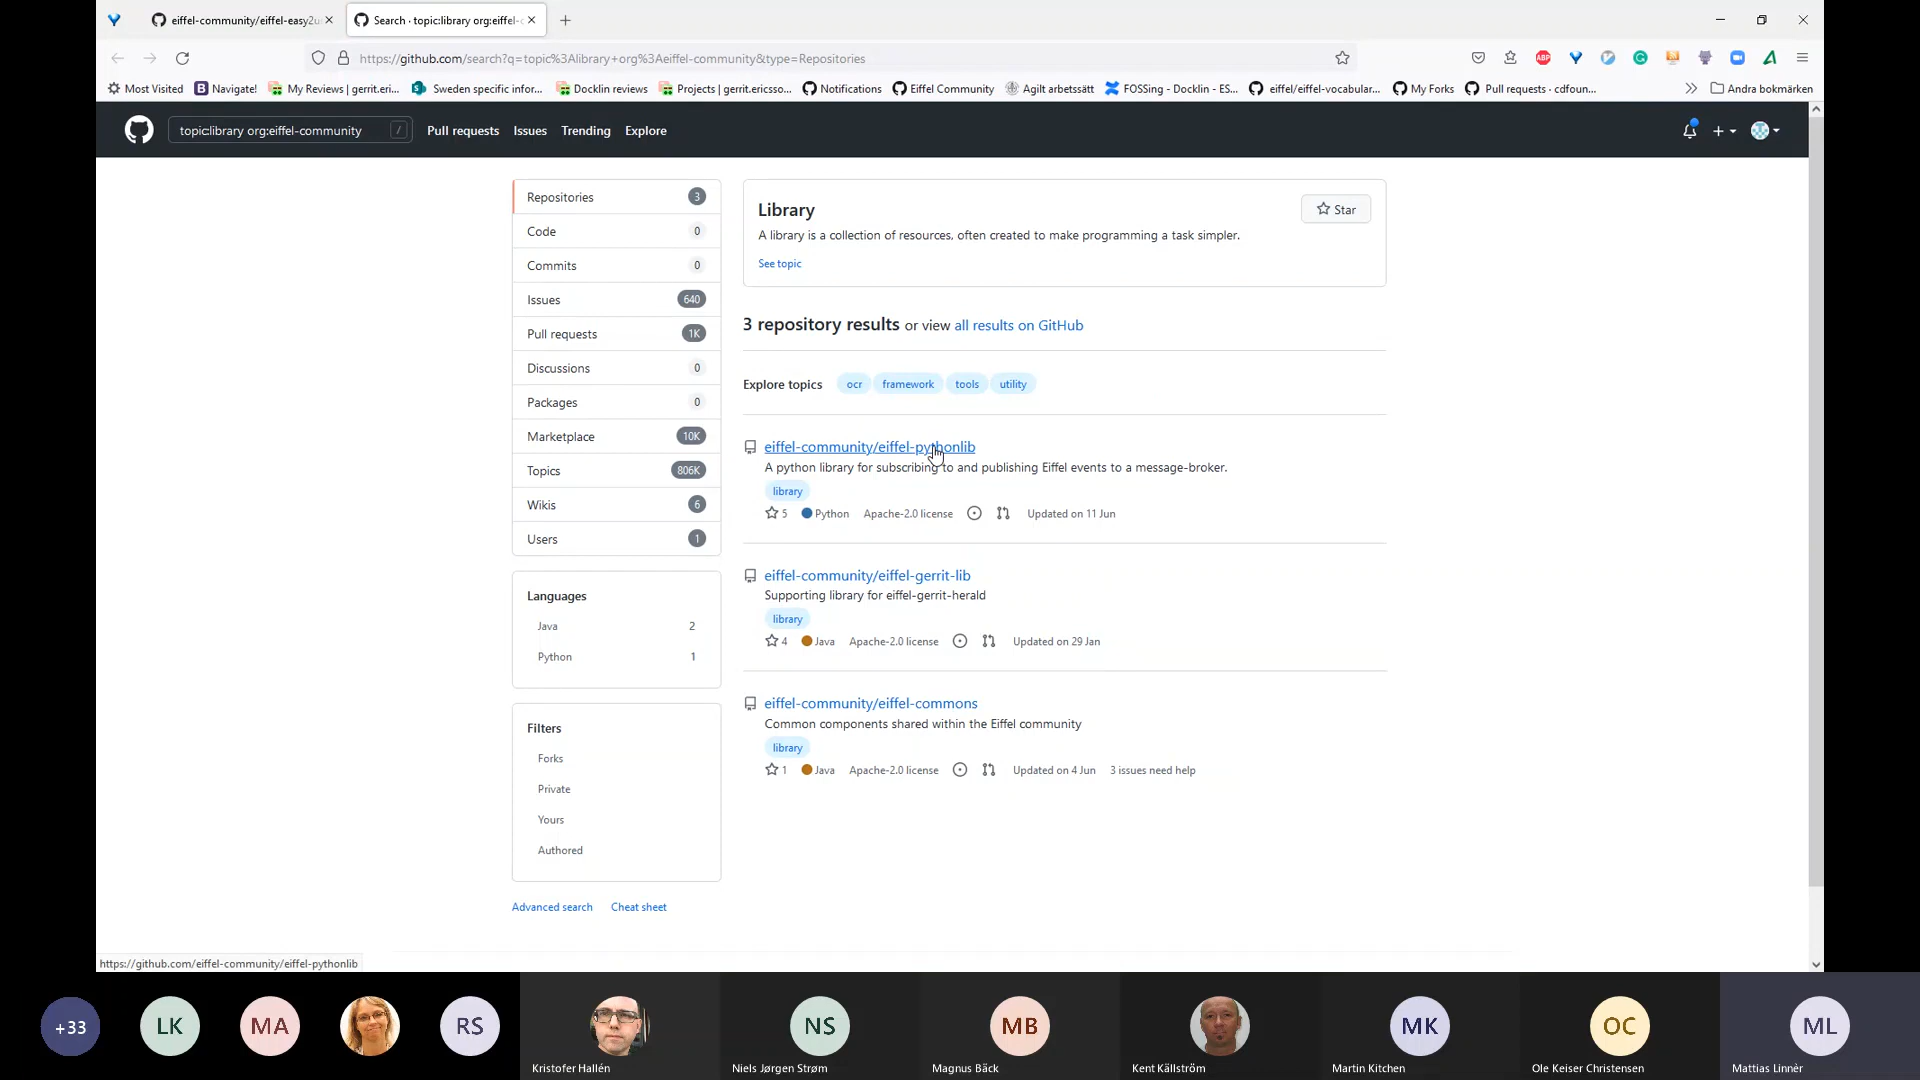 eiffel-community/eiffel-easy2u
Search · topic:library org:eiffel-c
https://github.com/search?q=topic%3Alibrary+org%3Aeiffel-community&type=Repositories
ABP
Most Visited
B Navigate!
My Reviews | gerrit.eri...
S Sweden specific infor...
Docklin reviews
Projects | gerrit.ericsso...
Notifications
Eiffel Community
Agilt arbetssätt
FOSSing - Docklin - ES...
eiffel/eiffel-vocabular...
My Forks
Pull requests · cdfoun...
Andra bokmärken
topic:library org:eiffel-community /
Pull requests Issues Trending Explore
Repositories 3
Code 0
Commits 0
Issues 640
Pull requests 1K
Discussions 0
Packages 0
Marketplace 10K
Topics 806K
Wikis 6
Users 1
Languages
Java 2
Python 1
Filters
Forks
Private
Yours
Authored
Advanced search Cheat sheet
Library
Star
A library is a collection of resources, often created to make programming a task simpler.
See topic
3 repository results or view all results on GitHub
Explore topics ocr framework tools utility
eiffel-community/eiffel-pythonlib
A python library for subscribing to and publishing Eiffel events to a message-broker.
library
5 Python Apache-2.0 license Updated on 11 Jun
eiffel-community/eiffel-gerrit-lib
Supporting library for eiffel-gerrit-herald
library
4 Java Apache-2.0 license Updated on 29 Jan
eiffel-community/eiffel-commons
Common components shared within the Eiffel community
library
1 Java Apache-2.0 license Updated on 4 Jun 3 issues need help
https://github.com/eiffel-community/eiffel-pythonlib
+33
LK
MA
RS
Kristofer Hallén
NS
Niels Jørgen Strøm
MB
Magnus Bäck
Kent Källström
MK
Martin Kitchen
OC
Ole Keiser Christensen
ML
Mattias Linnèr